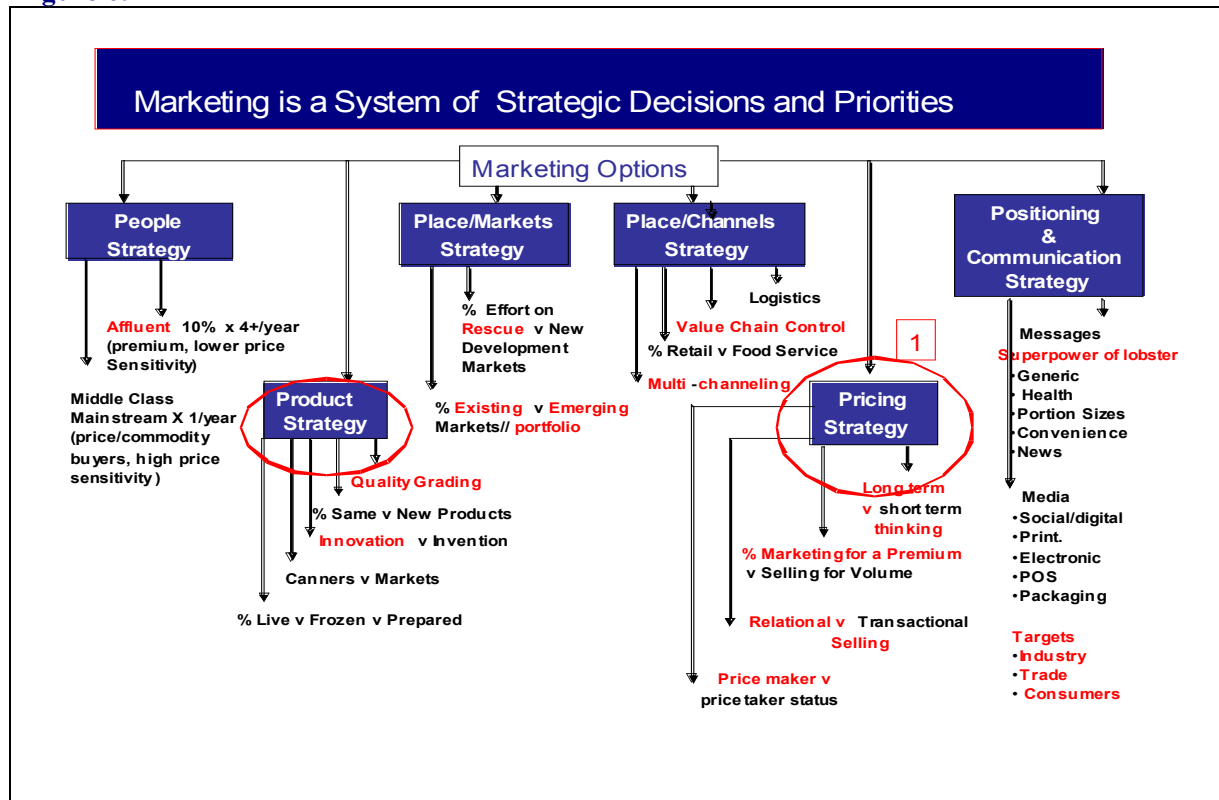 Marketing is a System of Strategic Decisions and Priorities
Marketing Options
People
Strategy
Affluent 10% x 4+/year
(premium, lower price
Sensitivity)
Middle Class
Mainstream X 1/year
(price/commodity
buyers, high price
sensitivity)
Product
Strategy
Quality Grading
% Same v New Products
Innovation v Invention
Canners v Markets
% Live v Frozen v Prepared
Place/Markets
Strategy
% Effort on
Rescue v New
Development
Markets
% Existing v Emerging
Markets// portfolio
Place/Channels
Strategy
Logistics
Value Chain Control
% Retail v Food Service
Multi -channeling
1
Pricing
Strategy
Long term
v short term
thinking
% Marketing for a Premium
v Selling for Volume
Relational v Transactional
Selling
Price maker v
price taker status
Positioning
&
Communication
Strategy
Messages
Superpower of lobster
•Generic
• Health
•Portion Sizes
•Convenience
•News
Media
•Social/digital
•Print.
•Electronic
•POS
•Packaging
Targets
•Industry
•Trade
• Consumers